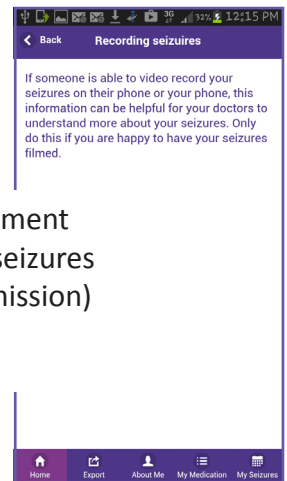 3G 32% 12:15 PM
Back Recording seizuires
If someone is able to video record your
seizures on their phone or your phone, this
information can be helpful for your doctors to
understand more about your seizures. Only
do this if you are happy to have your seizures
filmed.
ment
seizures
mission)
Home Export About Me My Medication My Seizures